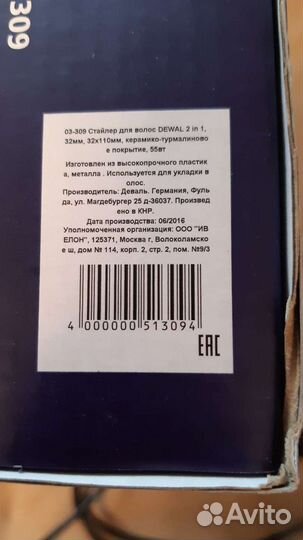 309
03-309 Стайлер для волос DEWAL 2 in 1,
32мм, 32х110мм, керамико-турмалиново
е покрытие, 55вт
Изготовлен из высокопрочного пластик
а, металла . Используется для укладки в
олос.
Производитель: Деваль. Германия, Фуль
да, ул. Магдебургер 25 д-36037. Произвед
ено в КНР.
Дата производства: 06/2016
Уполномоченная организация: ООО "ИВ
ЕЛОН", 125371, Москва г, Волоколамско
е ш, дом № 114, корп. 2, стр. 2, пом. №9/3
4 000000 513094
EAC
Avito